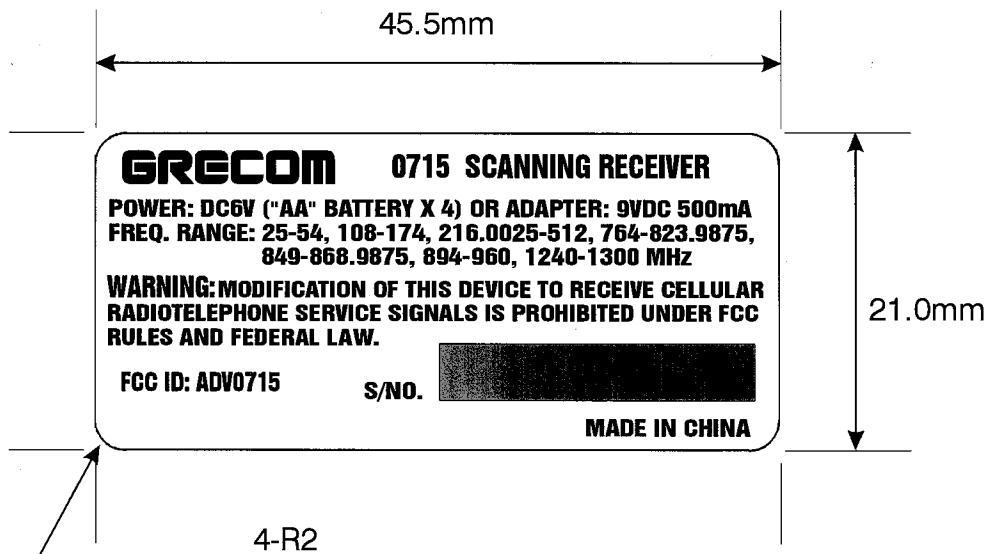 45.5mm
GRECOM 0715 SCANNING RECEIVER
POWER: DC6V ("AA" BATTERY X 4) OR ADAPTER: 9VDC 500mA
FREQ. RANGE: 25-54, 108-174, 216.0025-512, 764-823.9875,
849-868.9875, 894-960, 1240-1300 MHz
WARNING: MODIFICATION OF THIS DEVICE TO RECEIVE CELLULAR
RADIOTELEPHONE SERVICE SIGNALS IS PROHIBITED UNDER FCC
RULES AND FEDERAL LAW.
21.0mm
FCC ID: ADV0715 S/NO.
MADE IN CHINA
4-R2